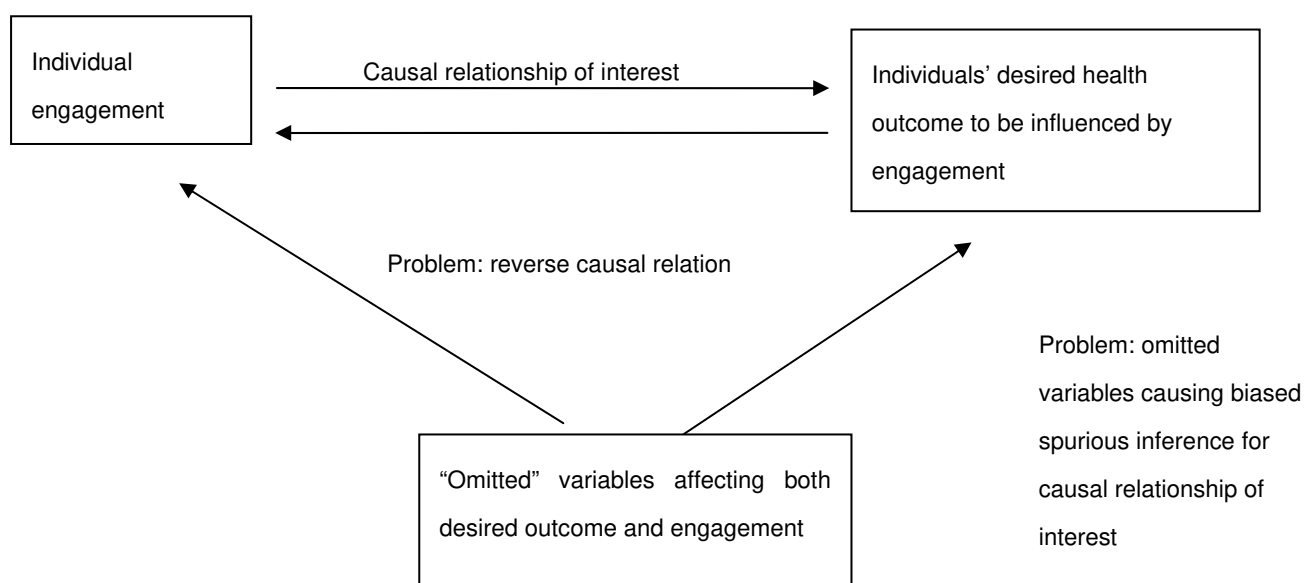 Individual
engagement
Causal relationship of interest
Individuals’ desired health
outcome to be influenced by
engagement
Problem: reverse causal relation
Problem: omitted
variables causing biased
spurious inference for
causal relationship of
interest
“Omitted” variables affecting both
desired outcome and engagement